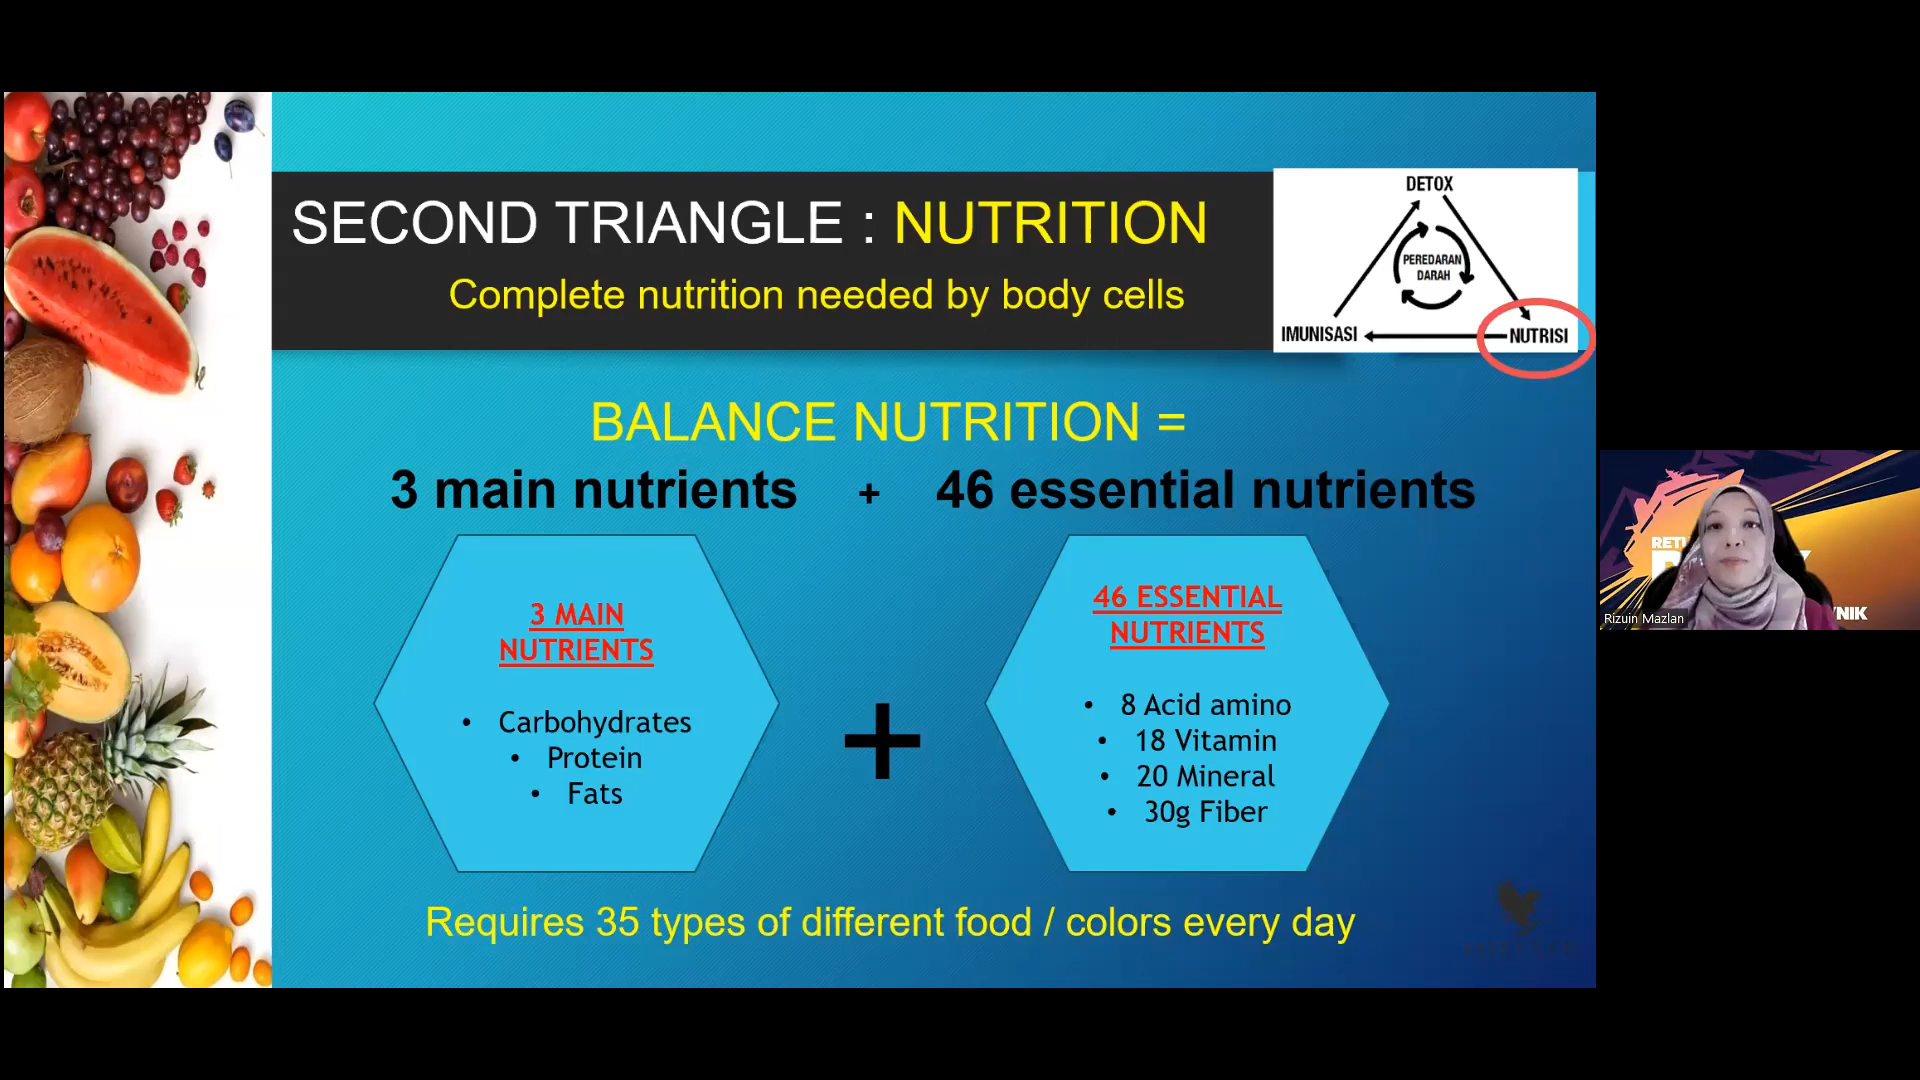 SECOND TRIANGLE : NUTRITION
Complete nutrition needed by body cells
DETOX
PEREDARAN
DARAH
IMUNISASI
NUTRISI
BALANCE NUTRITION =
3 main nutrients + 46 essential nutrients
3 MAIN
NUTRIENTS
• Carbohydrates
• Protein
• Fats
+
46 ESSENTIAL
NUTRIENTS
• 8 Acid amino
• 18 Vitamin
• 20 Mineral
• 30g Fiber
Requires 35 types of different food / colors every day
Rizuin Mazlan